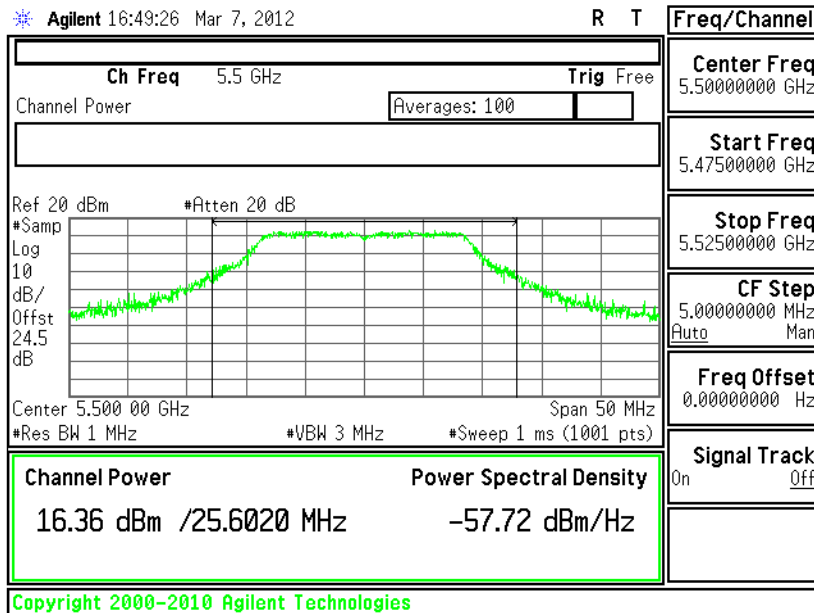 Agilent 16:49:26 Mar 7, 2012 R T
Ch Freq 5.5 GHz Trig Free
Channel Power Averages: 100
Ref 20 dBm #Atten 20 dB
#Samp
Log
10
dB/
Offst
24.5
dB
Center 5.500 00 GHz Span 50 MHz
#Res BW 1 MHz #VBW 3 MHz #Sweep 1 ms (1001 pts)
Channel Power Power Spectral Density
16.36 dBm /25.6020 MHz -57.72 dBm/Hz
Copyright 2000-2010 Agilent Technologies
Freq/Channel
Center Freq
5.50000000 GHz
Start Freq
5.47500000 GHz
Stop Freq
5.52500000 GHz
CF Step
5.00000000 MHz
Auto Man
Freq Offset
0.00000000 Hz
Signal Track
On Off